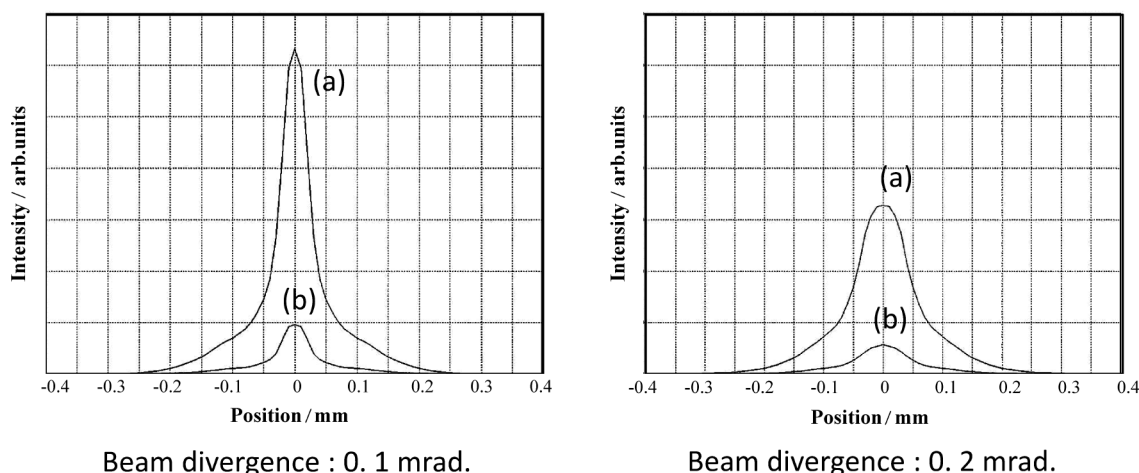 Intensity / arb.units
(a)
(b)
-0.4 -0.2 -0.1 0 0.1 0.2 0.3 0.4
Position / mm
Beam divergence : 0. 1 mrad.
Intensity / arb.units
(a)
(b)
-0.4 -0.3 -0.2 -0.1 0 0.1 0.2 0.3 0.4
Position / mm
Beam divergence : 0. 2 mrad.